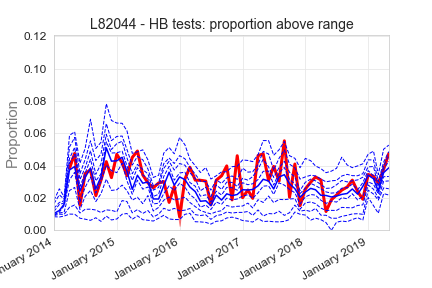 L82044 - HB tests: proportion above range
0.12
0.10
0.08
0.06
0.04
0.02
0.00
Proportion
nuary 2014
January 2015
January 2016
January 2017
January 2018
January 2019